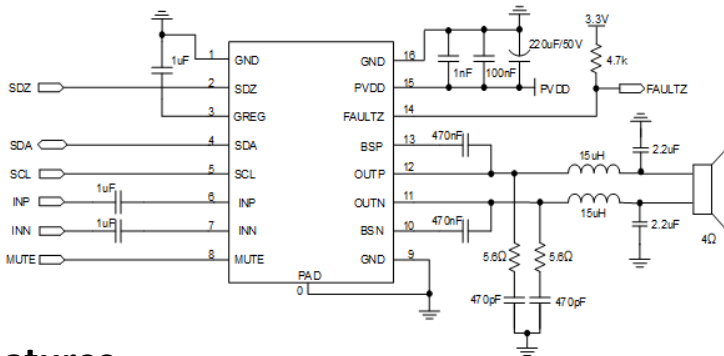 3.3V
1uF
1
GND
GND
16
220uF/50V
4.7k
1nF
100nF
SDZ
2
SDZ
PVDD
15
PVDD
3
GREG
FAULTZ
14
FAULTZ
SDA
4
SDA
BSP
13
470nF
2.2uF
SCL
5
SCL
OUTP
12
15uH
INP
1uF
6
INP
OUTN
11
15uH
INN
1uF
7
INN
BSN
10
470nF
2.2uF
4Ω
MUTE
8
MUTE
GND
9
5.6Ω
5.6Ω
PAD
0
470pF
470pF